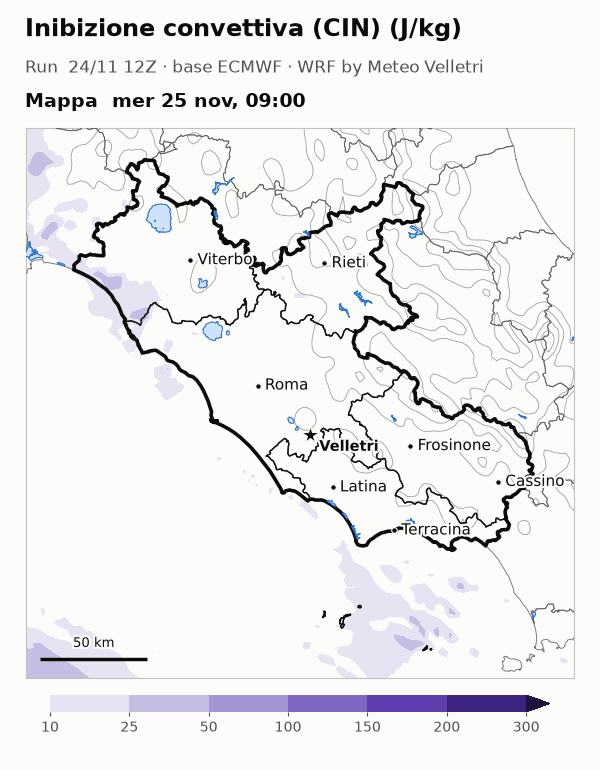 Inibizione convettiva (CIN) (J/kg)
Run  24/11 12Z · base ECMWF · WRF by Meteo Velletri
Mappa  mer 25 nov, 09:00
Viterbo
Rieti
Roma
Velletri
Frosinone
Cassino
Latina
Terracina
50 km
10 25 50 100 150 200 300